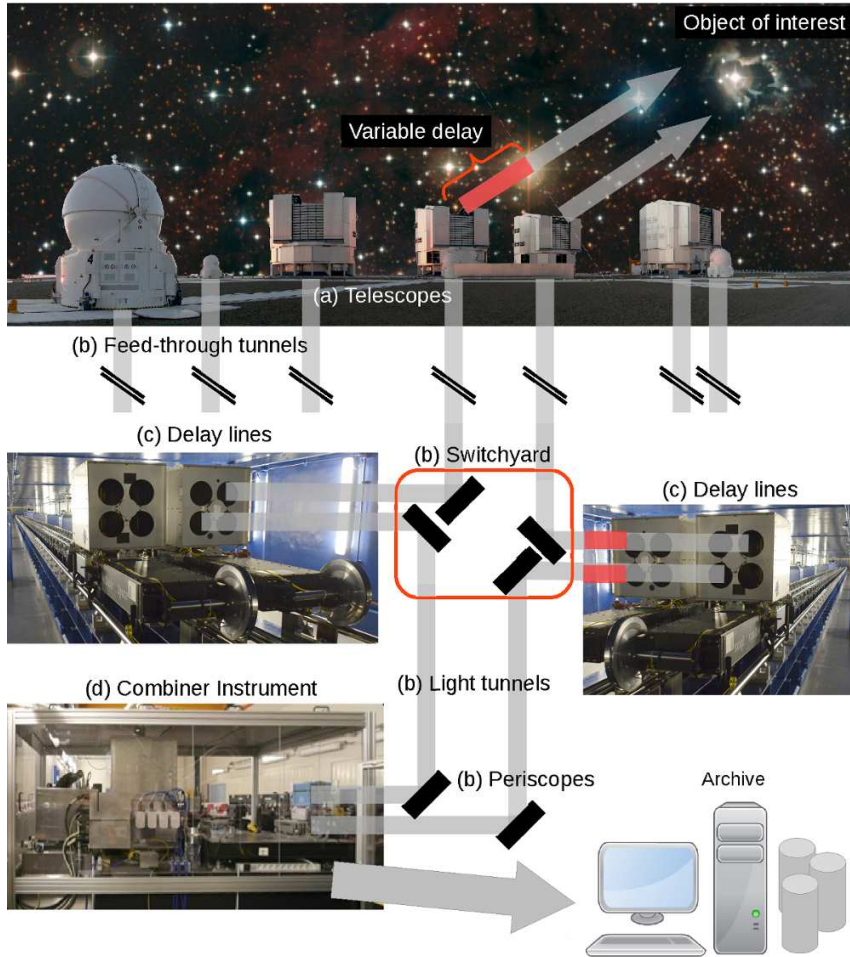 Object of interest
Variable delay
(a) Telescopes
(b) Feed-through tunnels
(c) Delay lines
(b) Switchyard
(c) Delay lines
(d) Combiner Instrument
(b) Light tunnels
(b) Periscopes
Archive